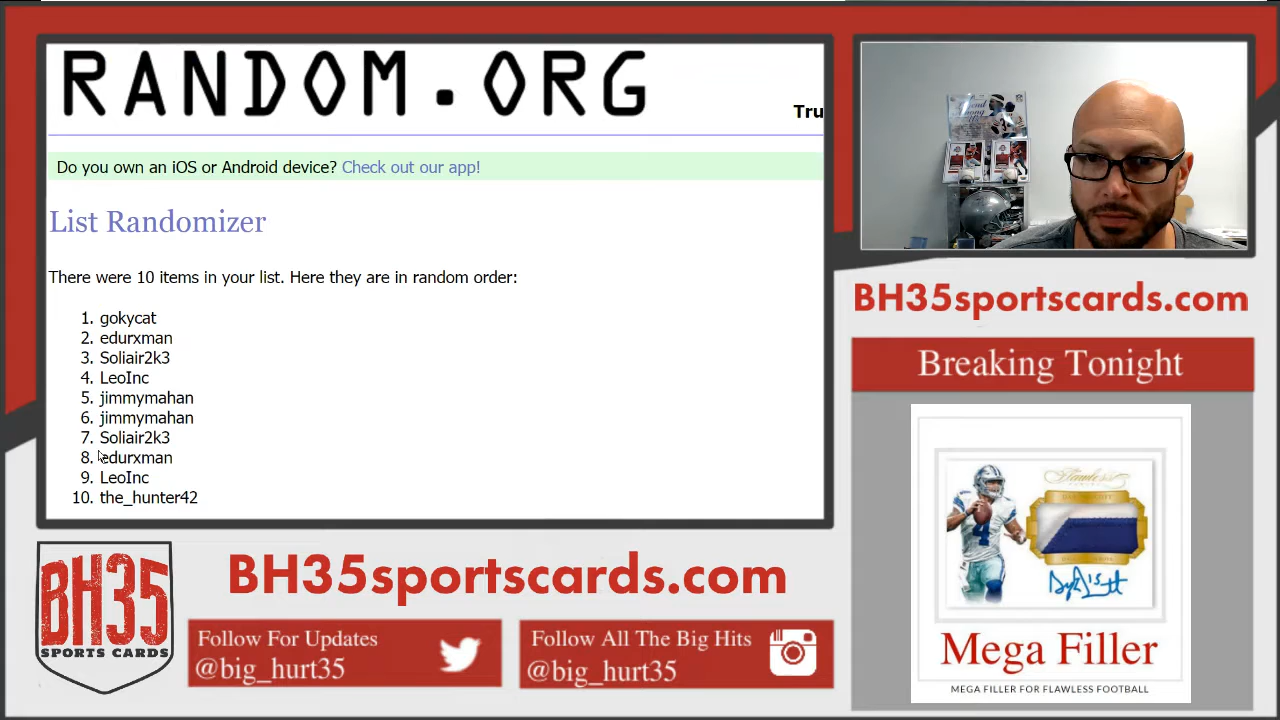 RANDOM.ORG
Tru
Do you own an iOS or Android device? Check out our app!
List Randomizer
There were 10 items in your list. Here they are in random order:
1. gokycat
2. edurxman
3. Soliair2k3
4. LeoInc
5. jimmymahan
6. jimmymahan
7. Soliair2k3
8. edurxman
9. LeoInc
10. the_hunter42
BH35sportscards.com
Breaking Tonight
Flawless
Mega Filler
MEGA FILLER FOR FLAWLESS FOOTBALL
BH35
SPORTS CARDS
BH35sportscards.com
Follow For Updates
@big_hurt35
Follow All The Big Hits
@big_hurt35